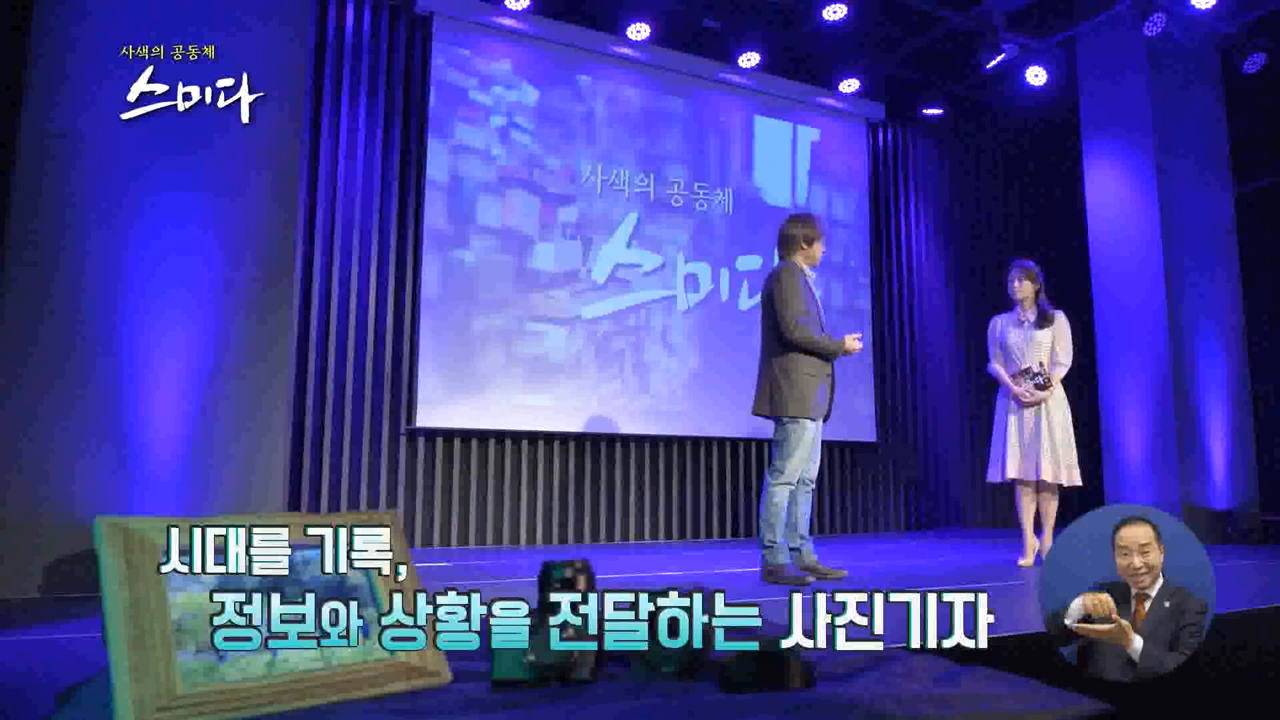 사색의 공동체
스미다
사색의 공동체
스미다
시대를 기록,
정보와 상황을 전달하는 사진기자